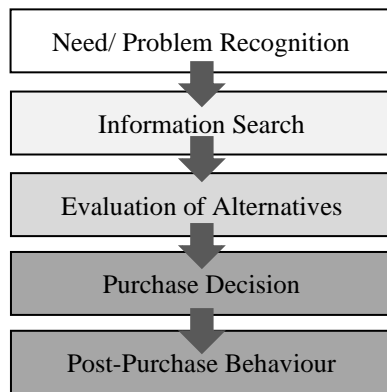 Need/ Problem Recognition
Information Search
Evaluation of Alternatives
Purchase Decision
Post-Purchase Behaviour